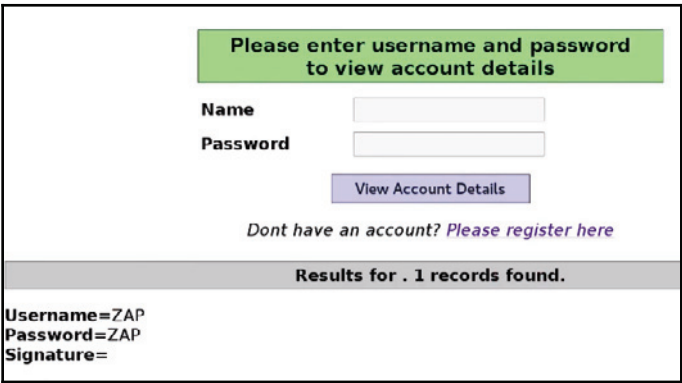 Please enter username and password
to view account details
Name
Password
View Account Details
Dont have an account? Please register here
Results for . 1 records found.
Username=ZAP
Password=ZAP
Signature=